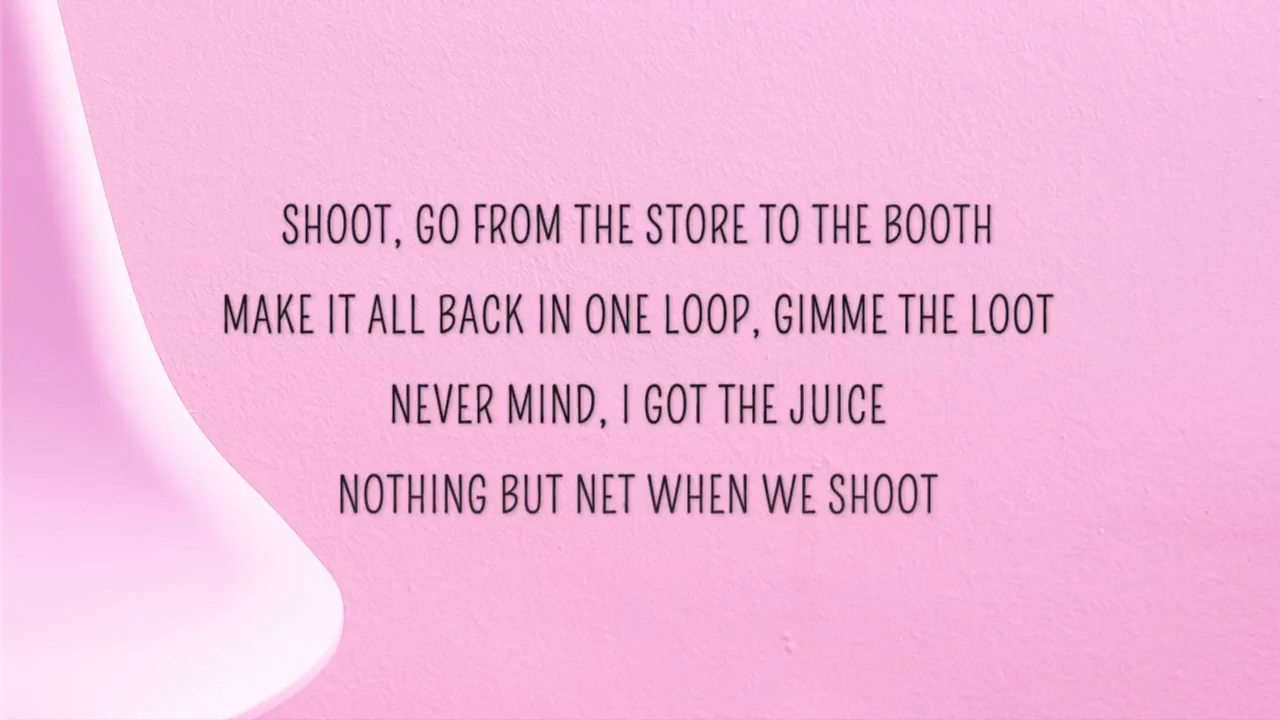 SHOOT, GO FROM THE STORE TO THE BOOTH
MAKE IT ALL BACK IN ONE LOOP, GIMME THE LOOT
NEVER MIND, I GOT THE JUICE
NOTHING BUT NET WHEN WE SHOOT